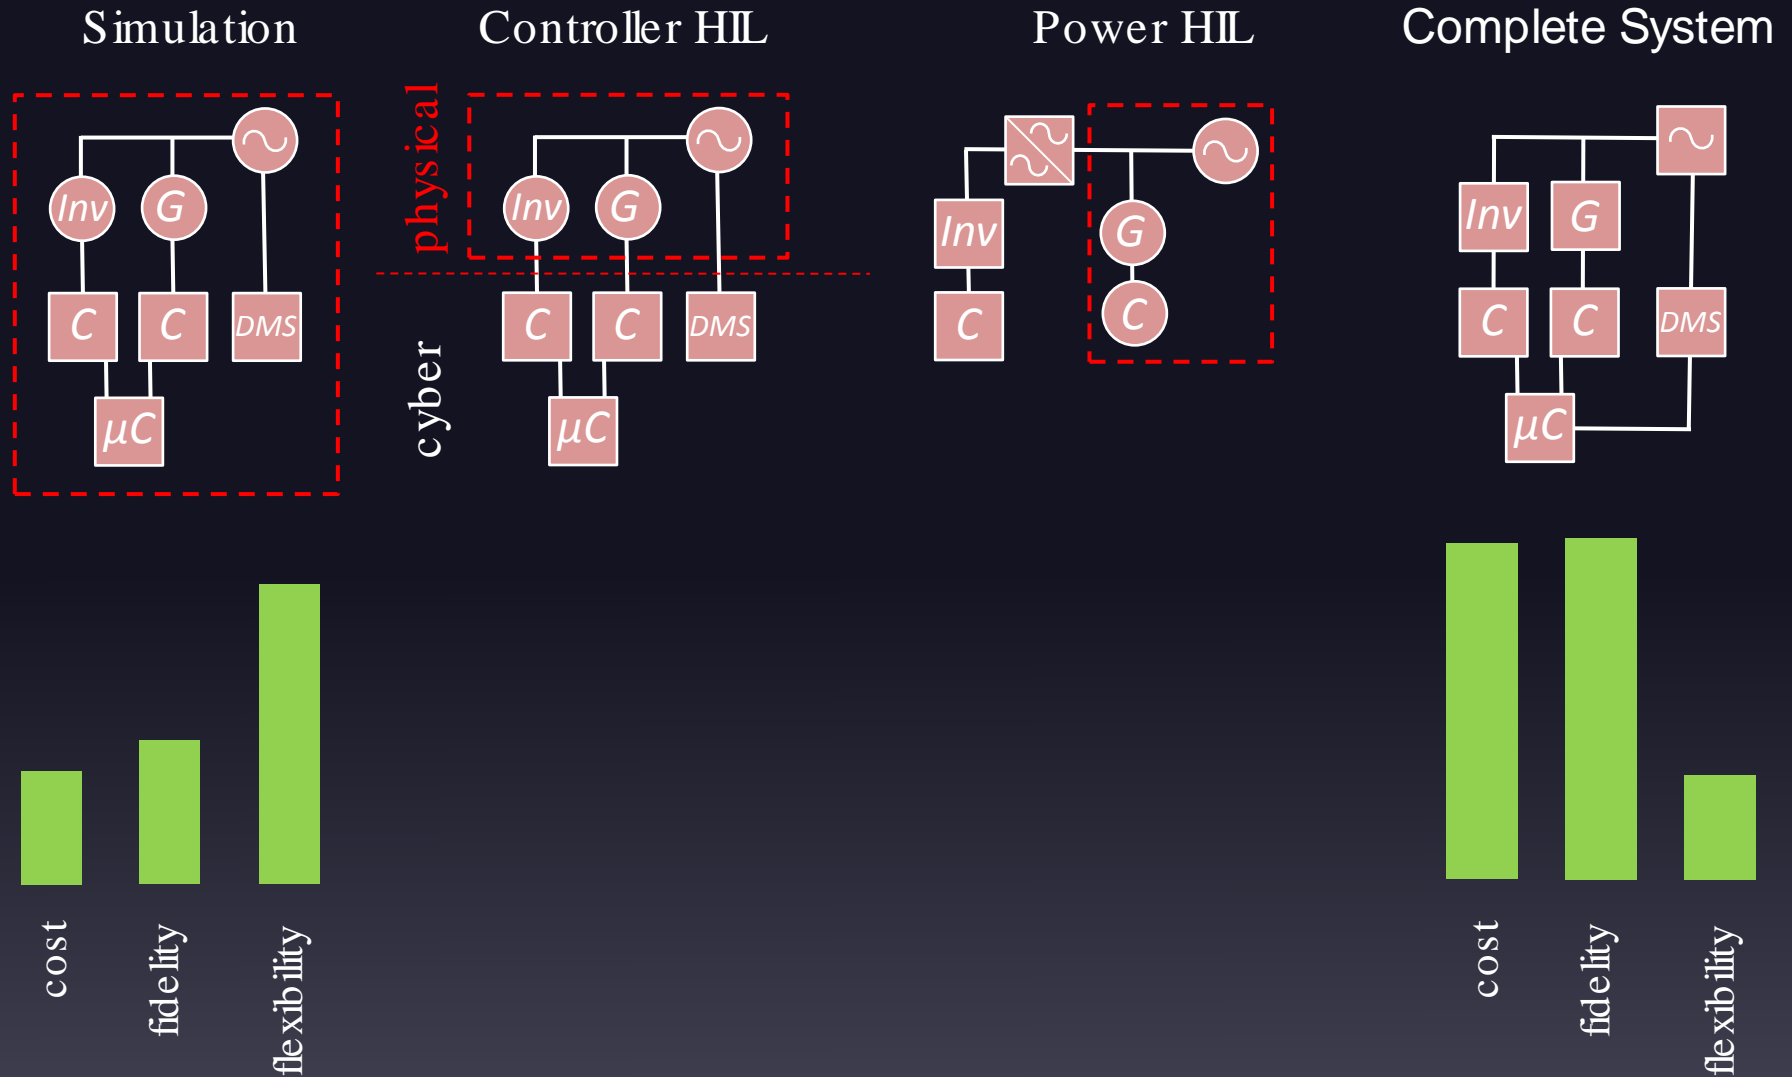 Simulation
Inv
G
C
C
DMS
μC
cost
fidelity
flexibility
Controller HIL
physical
cyber
Inv
G
C
C
DMS
μC
Power HIL
Inv
C
G
C
Complete System
Inv
G
C
C
DMS
μC
cost
fidelity
flexibility